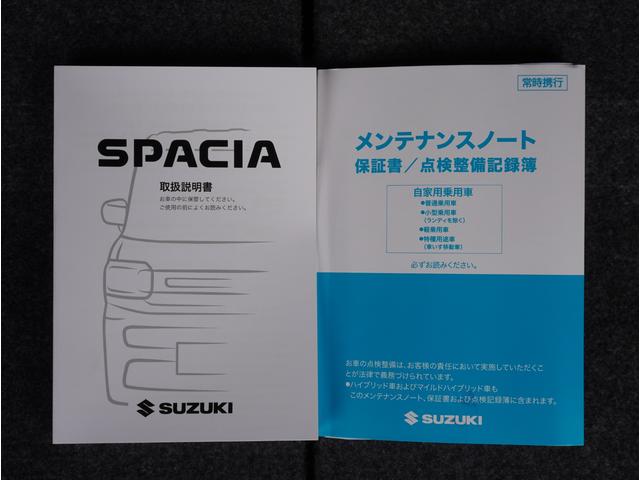 SPACIA
取扱説明書
お車の中に保管してください。
ご使用の前によくお読みください。
SUZUKI
常時携行
メンテナンスノート
保証書／点検整備記録簿
自家用乗用車
●普通乗用車
●小型乗用車
（ランディを除く）
●軽乗用車
●特種用途車
（車いす移動車）
必ずお読みください。
お車の点検整備は、お客様の責任において実施していただくこ
とが法律で義務づけられています。
●ハイブリッド車およびマイルドハイブリッド車も
このメンテナンスノート、保証書および点検記録簿に含まれます。
SUZUKI